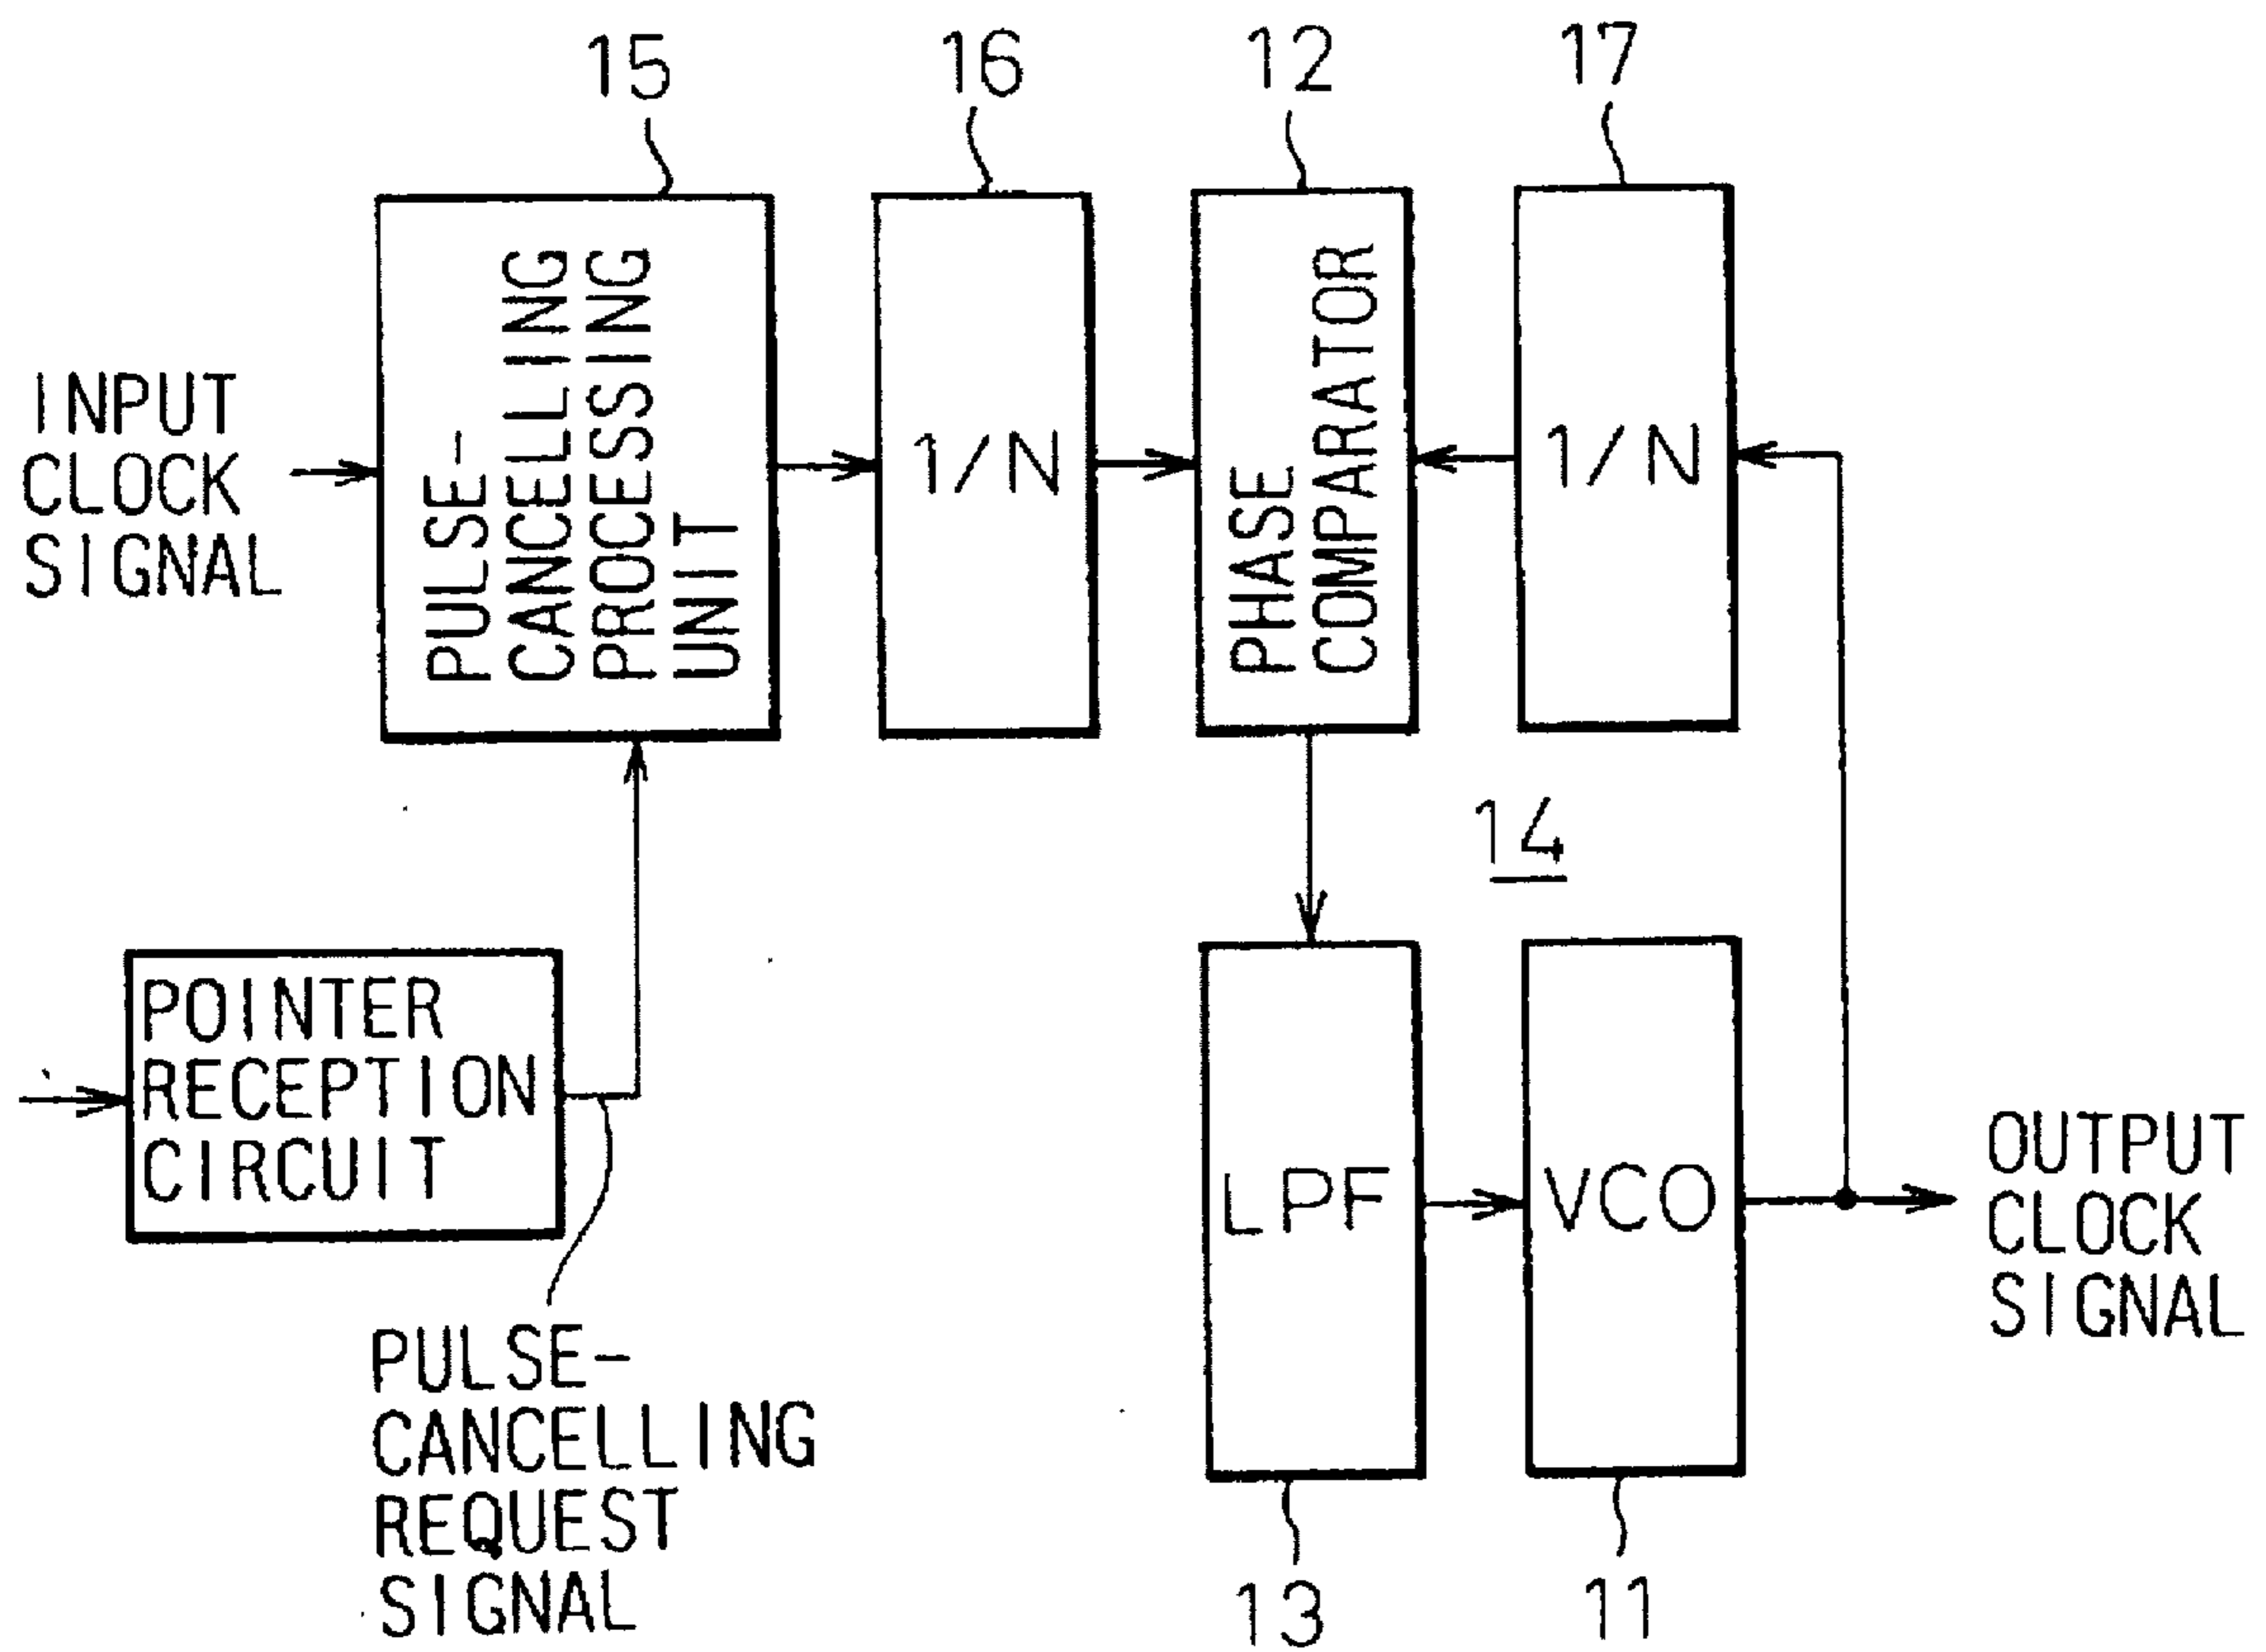 15
16
12
17
INPUT
CLOCK
SIGNAL
PULSE-
CANCELLING
PROCESSING
UNIT
1/N
PHASE
COMPARATOR
1/N
14
POINTER
RECEPTION
CIRCUIT
LPF
VCO
OUTPUT
CLOCK
SIGNAL
PULSE-
CANCELLING
REQUEST
SIGNAL
13
11